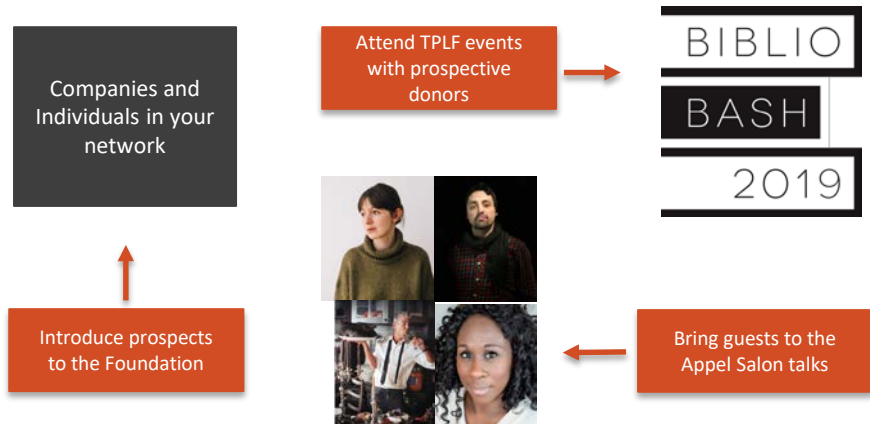 Companies and
Individuals in your
network
Attend TPLF events
with prospective
donors
BIBLIO
BASH
2019
Introduce prospects
to the Foundation
Bring guests to the
Appel Salon talks